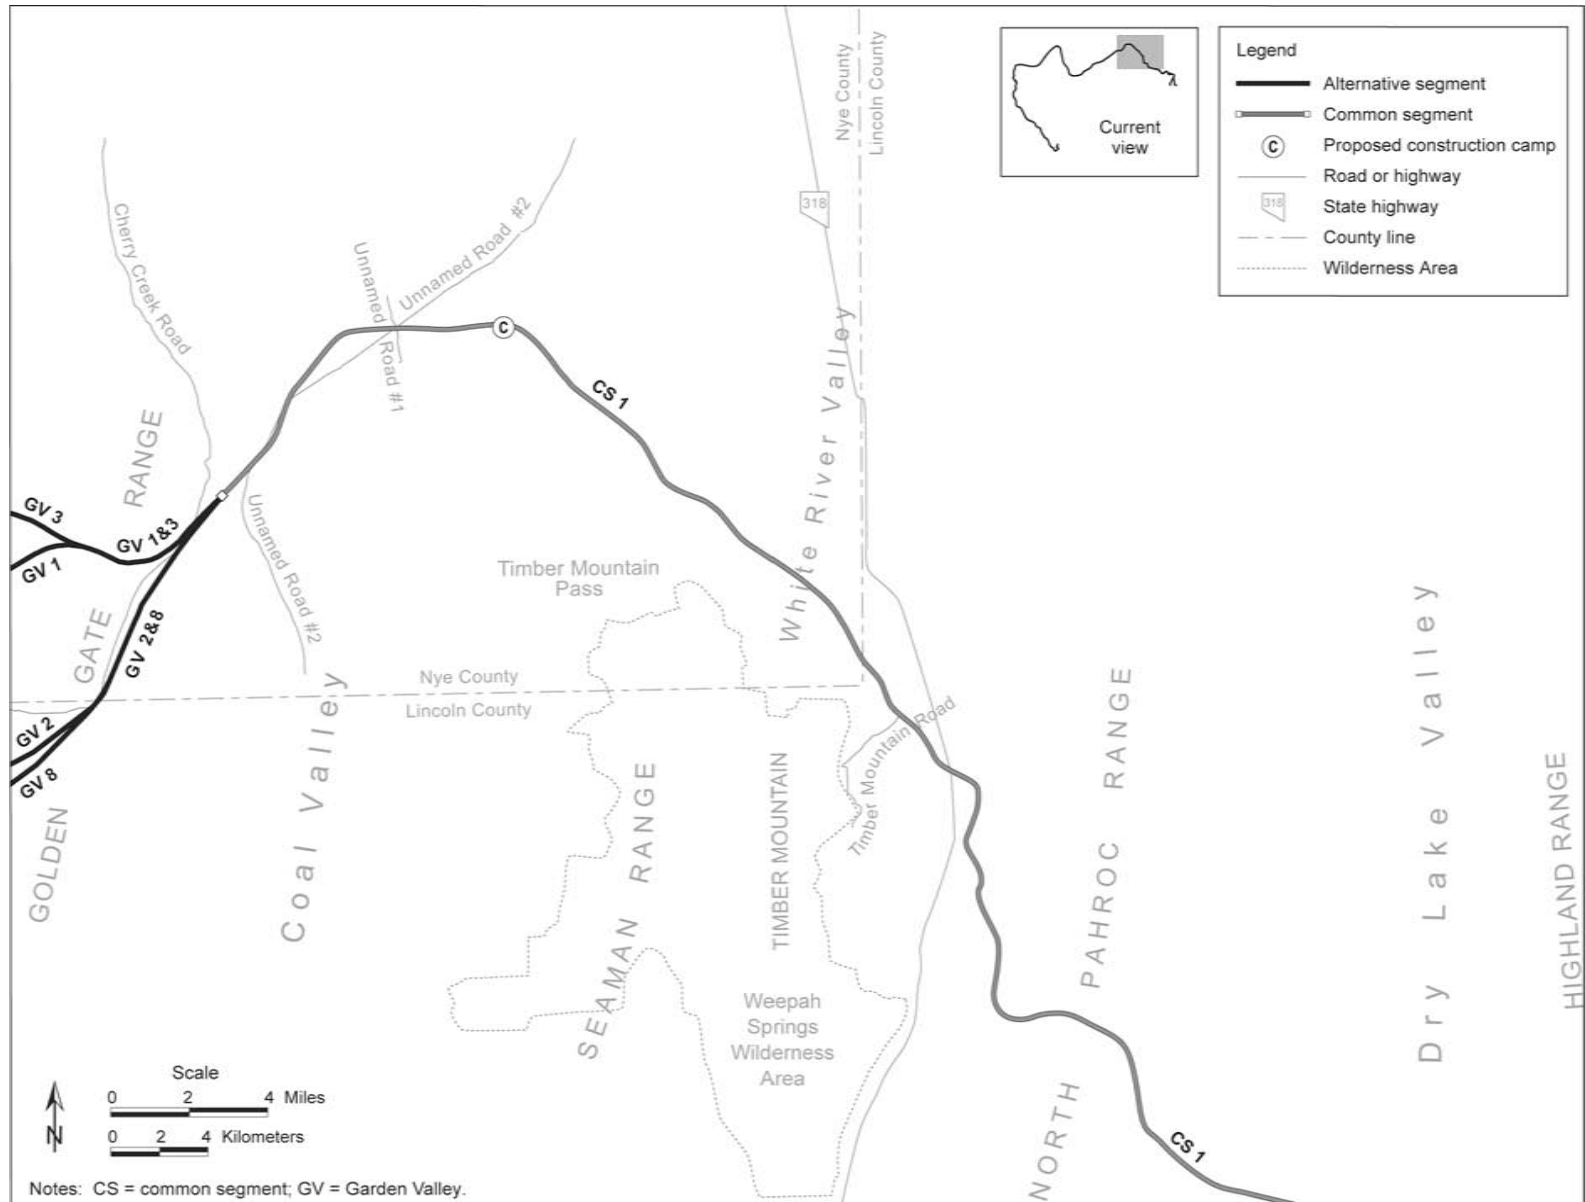 Nye County
Lincoln County
Current
view
Legend
Alternative segment
Common segment
C
Proposed construction camp
Road or highway
318
State highway
County line
Wilderness Area
318
Cherry Creek Road
Unnamed
Road #1
Unnamed Road #2
C
CS 1
White River Valley
RANGE
GATE
GOLDEN
GV 3
GV 1&3
GV 1
GV 2&8
Unnamed Road #2
GV 2
GV 8
Timber Mountain
Pass
Nye County
Lincoln County
Coal Valley
SEAMAN RANGE
TIMBER MOUNTAIN
Timber Mountain Road
Weepah
Springs
Wilderness
Area
NORTH PAHROC RANGE
Dry Lake Valley
HIGHLAND RANGE
CS 1
Scale
0 2 4 Miles
0 2 4 Kilometers
N
Notes: CS = common segment; GV = Garden Valley.